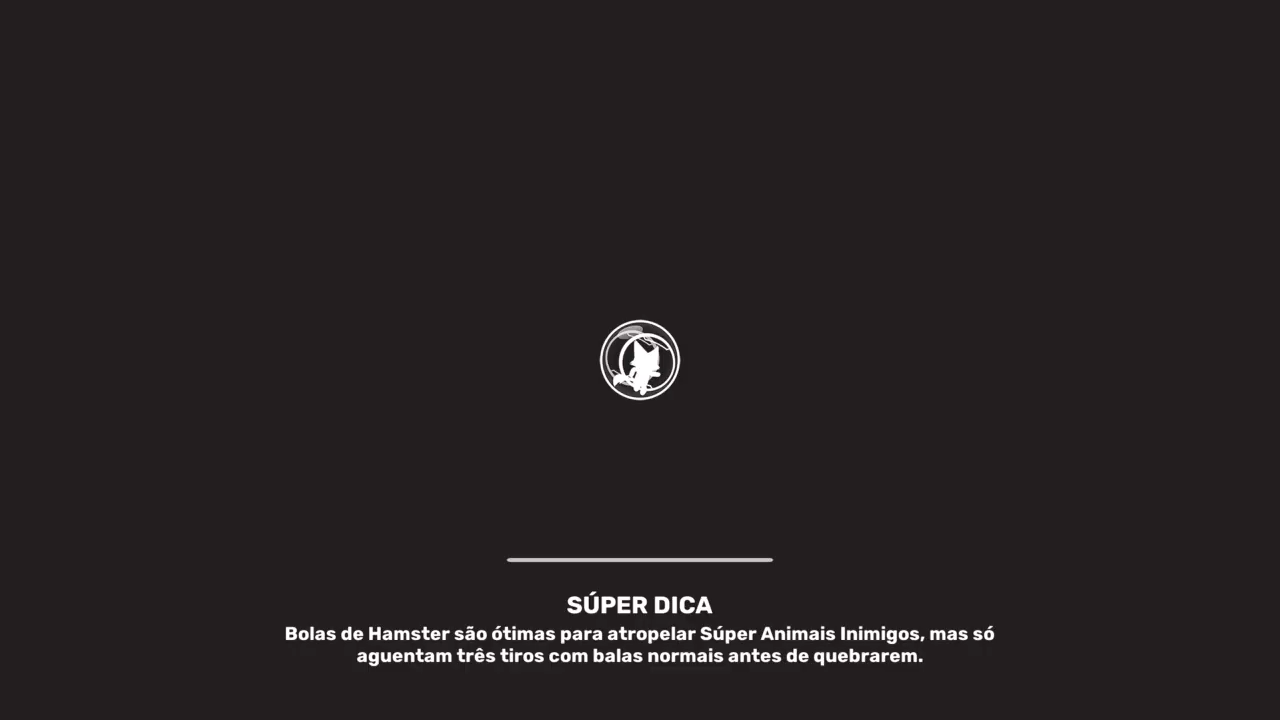 SÚPER DICA
Bolas de Hamster são ótimas para atropelar Súper Animais Inimigos, mas só
aguentam três tiros com balas normais antes de quebrarem.